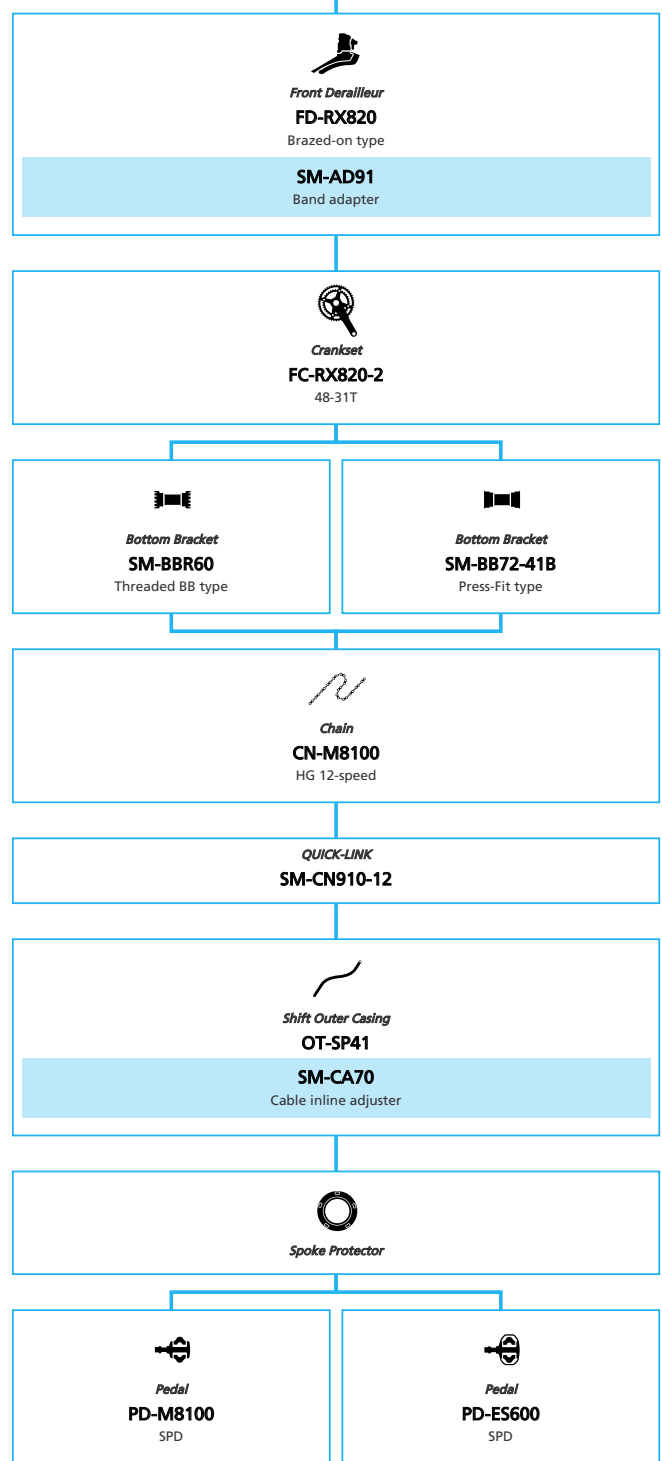 Front Derailleur
FD-RX820
Brazed-on type
SM-AD91
Band adapter
Crankset
FC-RX820-2
48-31T
Bottom Bracket
SM-BBR60
Threaded BB type
Bottom Bracket
SM-BB72-41B
Press-Fit type
Chain
CN-M8100
HG 12-speed
QUICK-LINK
SM-CN910-12
Shift Outer Casing
OT-SP41
SM-CA70
Cable inline adjuster
Spoke Protector
Pedal
PD-M8100
SPD
Pedal
PD-ES600
SPD